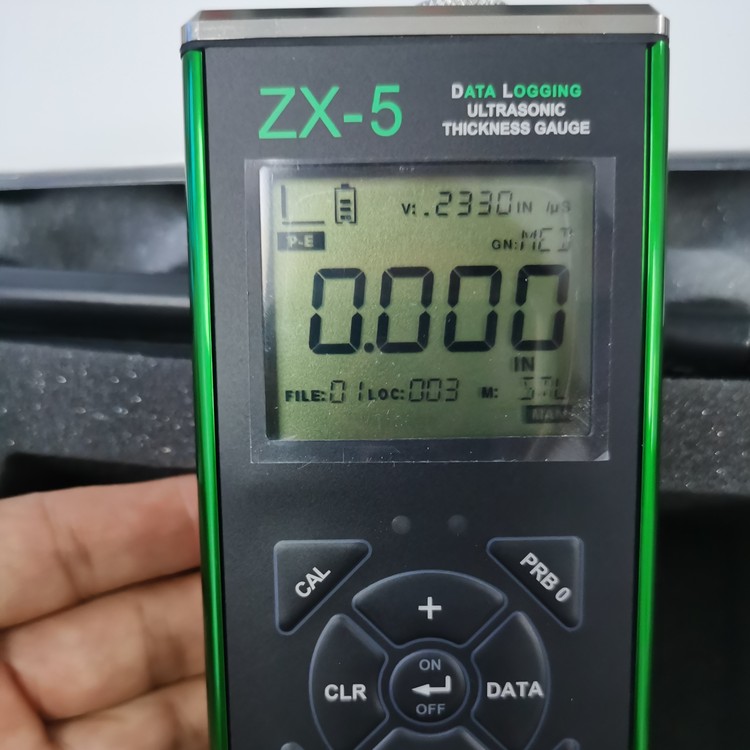 ZX-5
DATA LOGGING
ULTRASONIC
THICKNESS GAUGE
V: .2330 IN /µS
P-E
GN: MED
0.000
IN
FILE: 01 LOC: 003 M:
CAL
PRB 0
+
CLR
ON
OFF
DATA